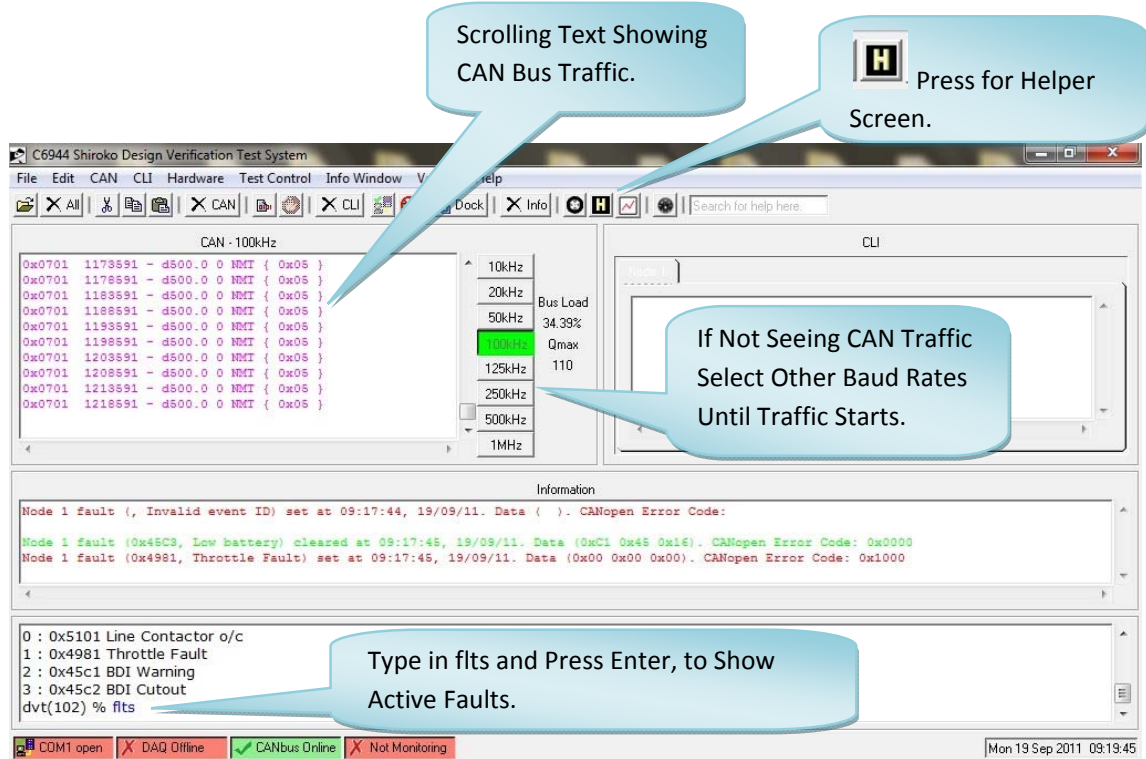 Scrolling Text Showing
CAN Bus Traffic.
H Press for Helper
Screen.
C6944 Shiroko Design Verification Test System
File Edit CAN CLI Hardware Test Control Info Window elp
All CAN CLI Dock Info H Search for help here.
CAN - 100kHz
0x0701 1173591 - d500.0 0 NMT { 0x05 }
0x0701 1178591 - d500.0 0 NMT { 0x05 }
0x0701 1183591 - d500.0 0 NMT { 0x05 }
0x0701 1188591 - d500.0 0 NMT { 0x05 }
0x0701 1193591 - d500.0 0 NMT { 0x05 }
0x0701 1198591 - d500.0 0 NMT { 0x05 }
0x0701 1203591 - d500.0 0 NMT { 0x05 }
0x0701 1208591 - d500.0 0 NMT { 0x05 }
0x0701 1213591 - d500.0 0 NMT { 0x05 }
0x0701 1218591 - d500.0 0 NMT { 0x05 }
10kHz
20kHz
50kHz
100kHz
125kHz
250kHz
500kHz
1MHz
Bus Load
34.39%
Qmax
110
CLI
Node 1
If Not Seeing CAN Traffic
Select Other Baud Rates
Until Traffic Starts.
Information
Node 1 fault (, Invalid event ID) set at 09:17:44, 19/09/11. Data ( ). CANopen Error Code:
Node 1 fault (0x45C3, Low battery) cleared at 09:17:45, 19/09/11. Data (0xC1 0x45 0x16). CANopen Error Code: 0x0000
Node 1 fault (0x4981, Throttle Fault) set at 09:17:45, 19/09/11. Data (0x00 0x00 0x00). CANopen Error Code: 0x1000
0 : 0x5101 Line Contactor o/c
1 : 0x4981 Throttle Fault
2 : 0x45c1 BDI Warning
3 : 0x45c2 BDI Cutout
dvt(102) % flts
Type in flts and Press Enter, to Show
Active Faults.
COM1 open DAQ Offline CANbus Online Not Monitoring
Mon 19 Sep 2011 09:19:45